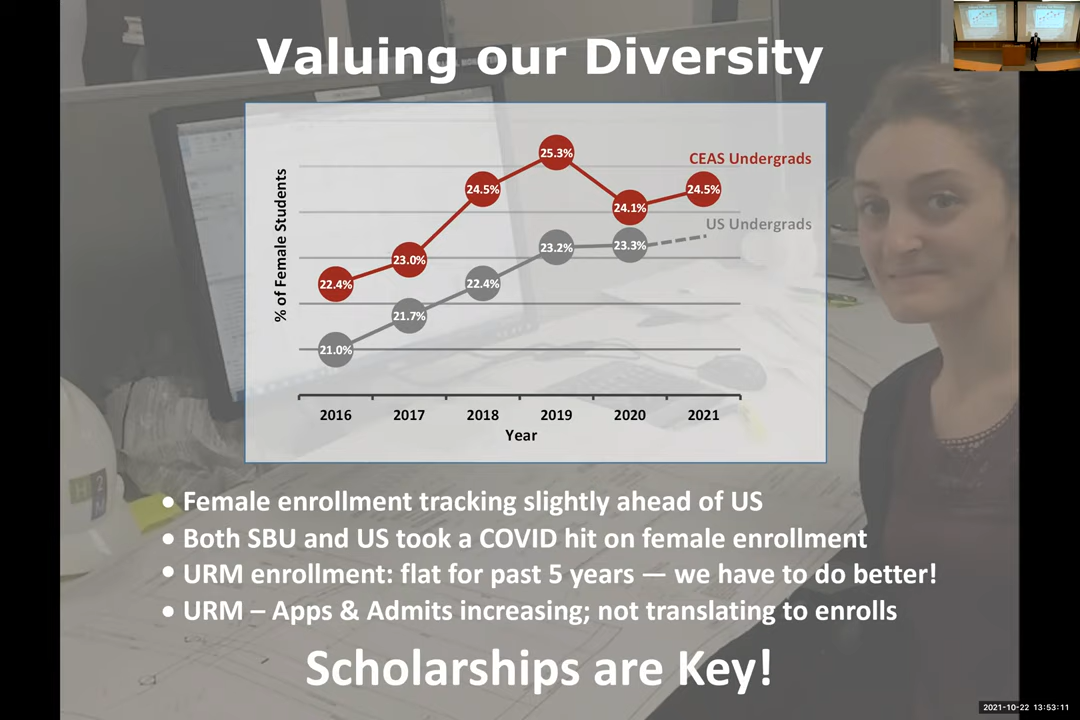 Valuing our Diversity
% of Female Students
CEAS Undergrads
US Undergrads
25.3%
24.5%
24.5%
24.1%
23.0%
23.2%
23.3%
22.4%
22.4%
21.7%
21.0%
2016 2017 2018 2019 2020 2021
Year
• Female enrollment tracking slightly ahead of US
• Both SBU and US took a COVID hit on female enrollment
• URM enrollment: flat for past 5 years — we have to do better!
• URM – Apps & Admits increasing; not translating to enrolls
Scholarships are Key!
2021-10-22 13:53:11